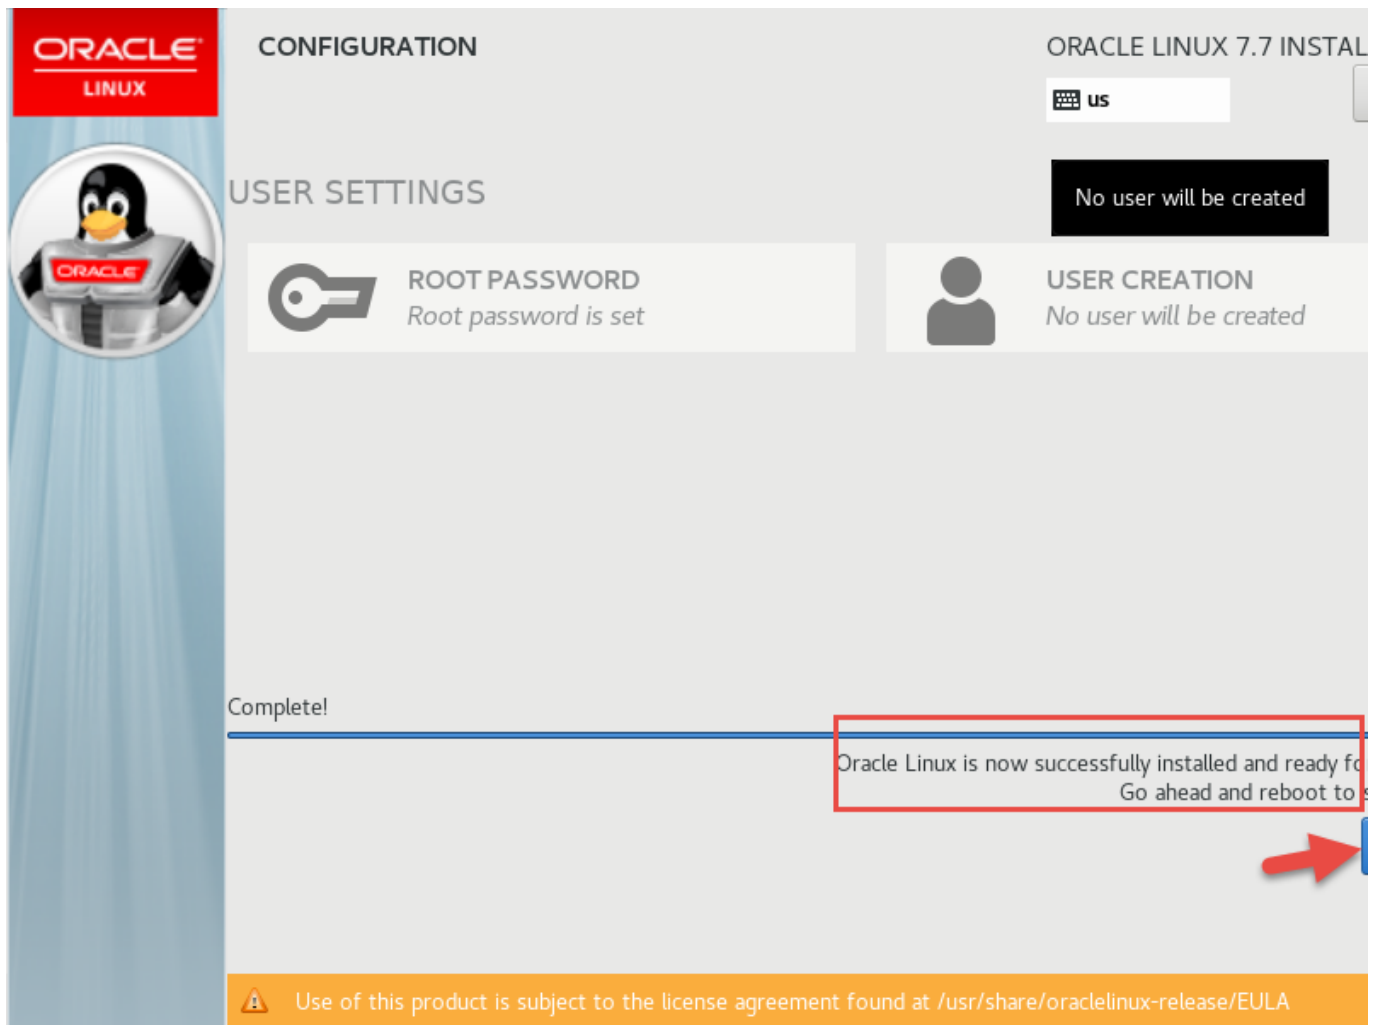 ORACLE
LINUX
CONFIGURATION
ORACLE LINUX 7.7 INSTAL
us
USER SETTINGS
No user will be created
ORACLE
ROOT PASSWORD
Root password is set
USER CREATION
No user will be created
Complete!
Oracle Linux is now successfully installed and ready fo
Go ahead and reboot to s
Use of this product is subject to the license agreement found at /usr/share/oraclelinux-release/EULA